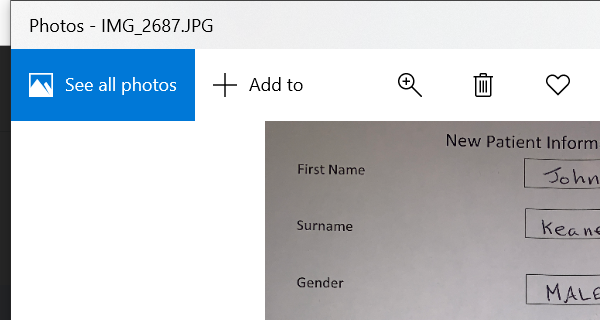 Photos - IMG_2687.JPG
See all photos
Add to
New Patient Inform
First Name
John
Surname
Keane
Gender
MALE